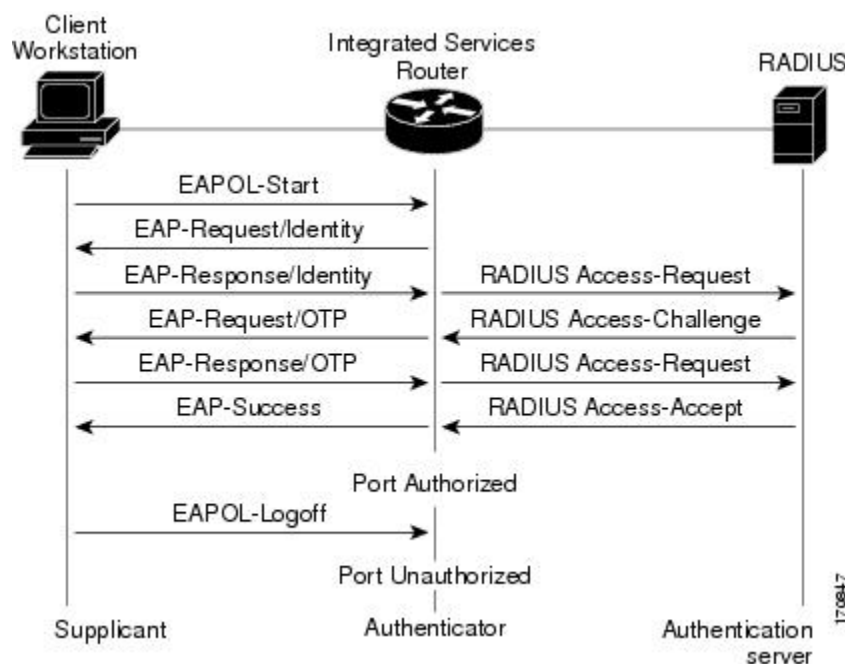 Client
Workstation
Integrated Services
Router
RADIUS
EAPOL-Start
EAP-Request/Identity
EAP-Response/Identity
RADIUS Access-Request
EAP-Request/OTP
RADIUS Access-Challenge
EAP-Response/OTP
RADIUS Access-Request
EAP-Success
RADIUS Access-Accept
Port Authorized
EAPOL-Logoff
Port Unauthorized
Supplicant
Authenticator
Authentication
server
170847